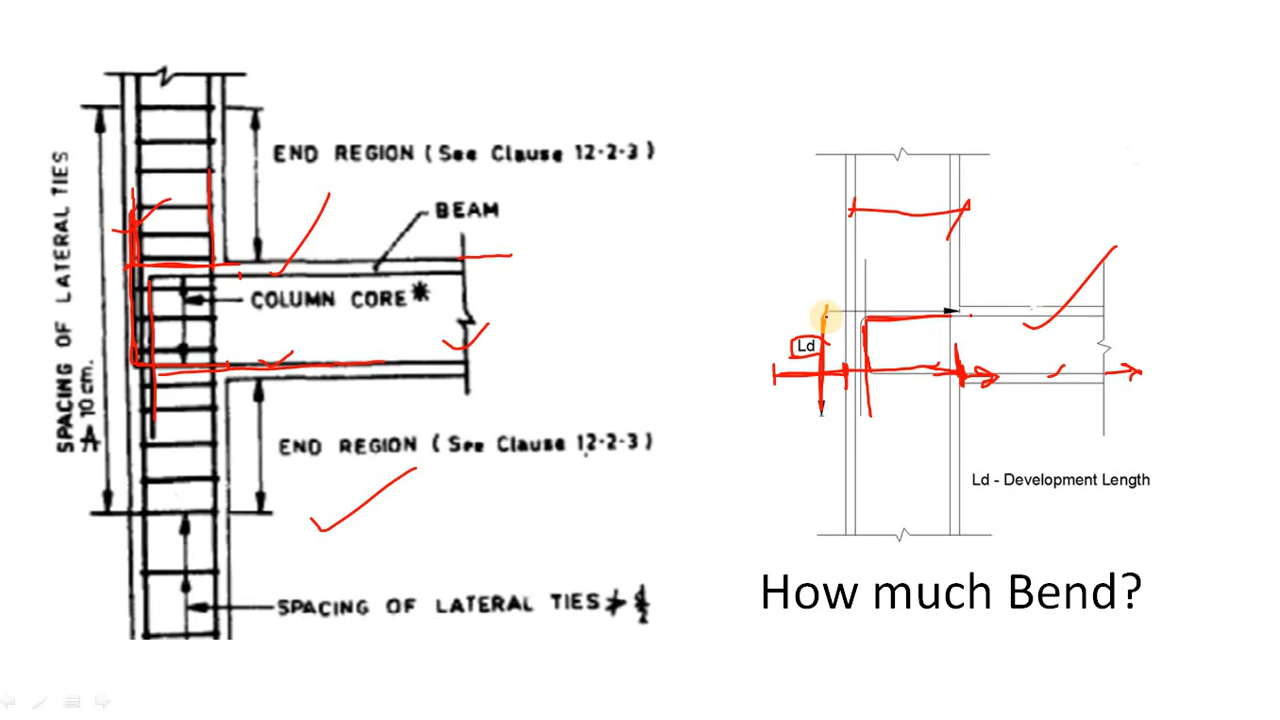 END REGION ( See Clause 12-2-3 )
BEAM
SPACING OF LATERAL TIES
≯ 10 cm.
COLUMN CORE*
END REGION ( See Clause 12-2-3 )
SPACING OF LATERAL TIES ≯
Ld
Ld - Development Length
How much Bend?